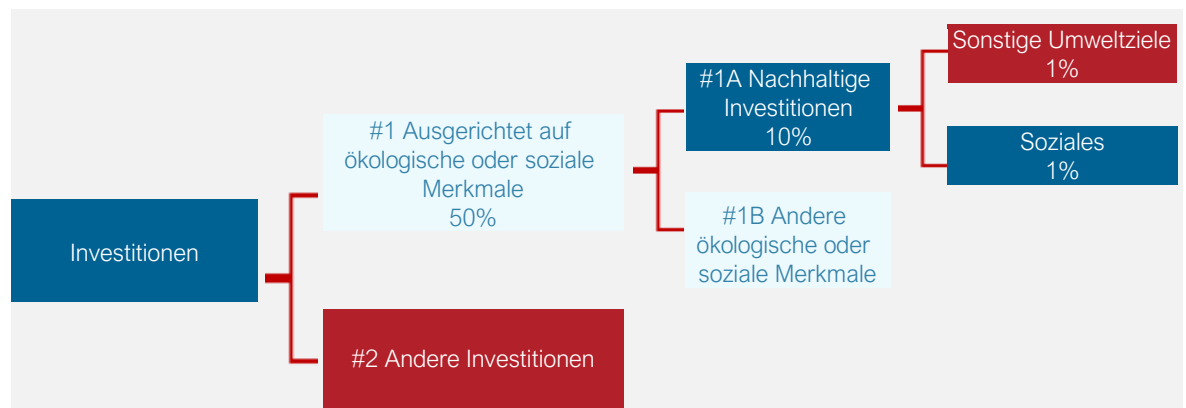 Investitionen
#1 Ausgerichtet auf
ökologische oder soziale
Merkmale
50%
#2 Andere Investitionen
#1A Nachhaltige
Investitionen
10%
#1B Andere
ökologische oder
soziale Merkmale
Sonstige Umweltziele
1%
Soziales
1%